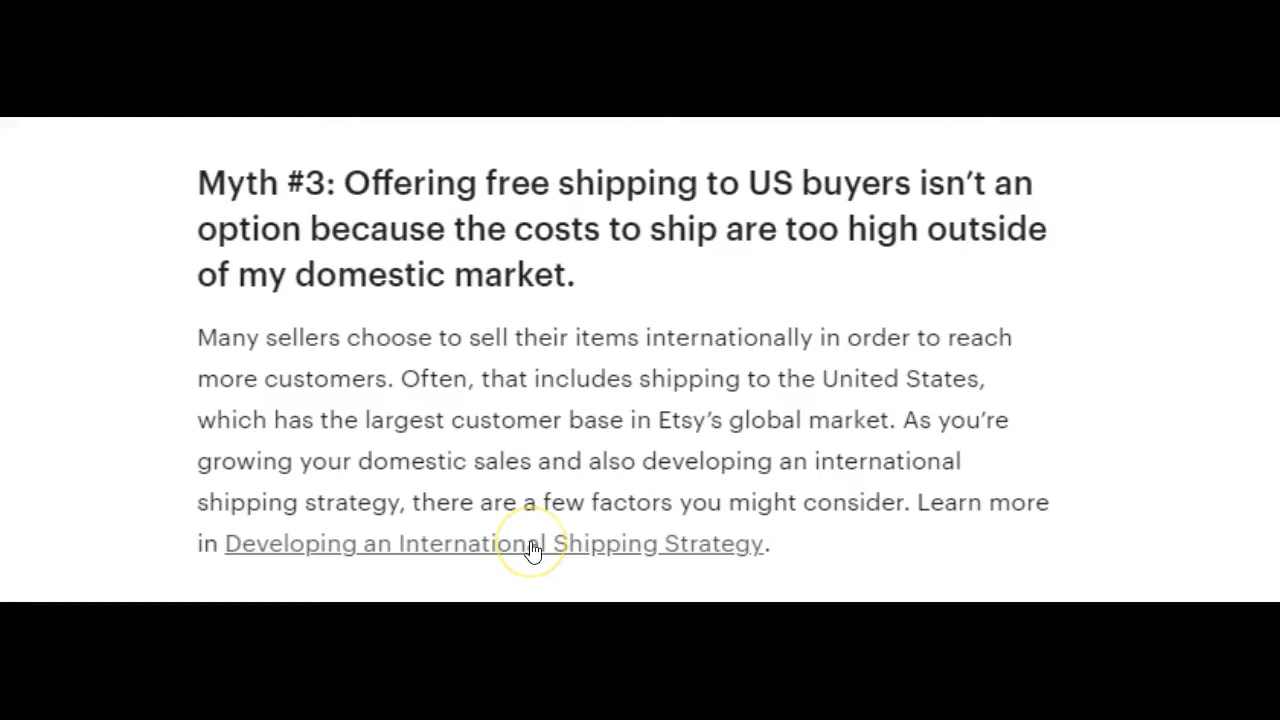 Myth #3: Offering free shipping to US buyers isn’t an
option because the costs to ship are too high outside
of my domestic market.
Many sellers choose to sell their items internationally in order to reach
more customers. Often, that includes shipping to the United States,
which has the largest customer base in Etsy’s global market. As you’re
growing your domestic sales and also developing an international
shipping strategy, there are a few factors you might consider. Learn more
in Developing an International Shipping Strategy.